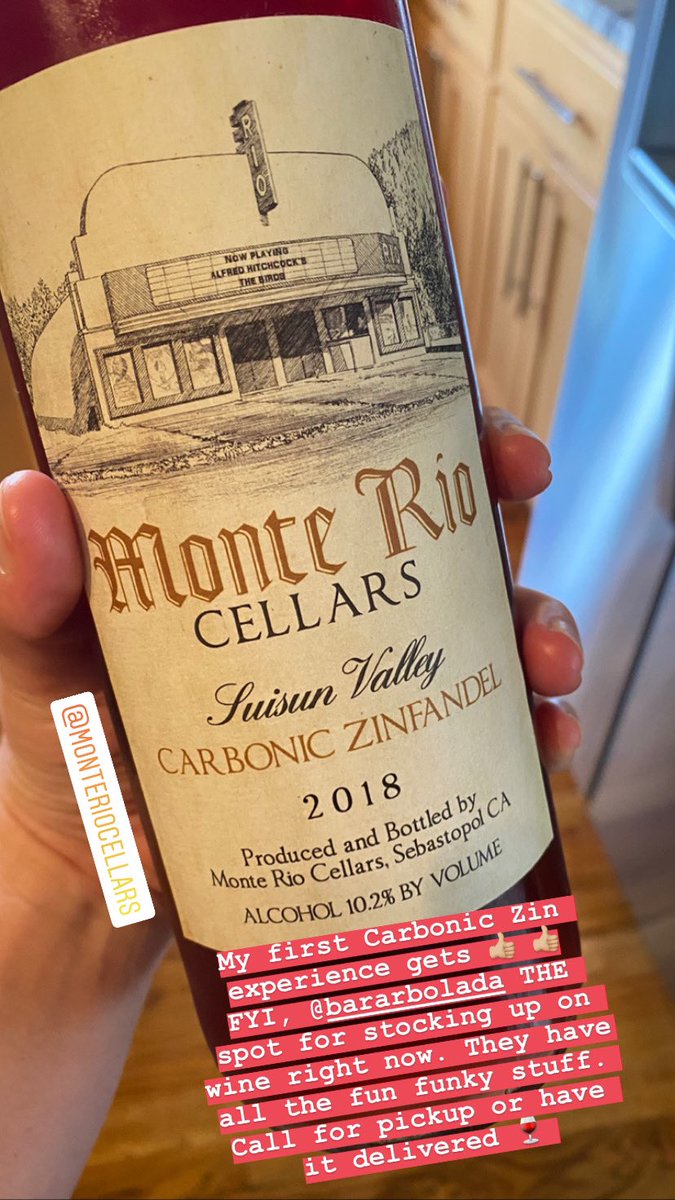 RIO
NOW PLAYING
ALFRED HITCHCOCK'S
THE BIRDS
RIO
Monte Rio
CELLARS
Suisun Valley
CARBONIC ZINFANDEL
2018
Produced and Bottled by
Monte Rio Cellars, Sebastopol CA
ALCOHOL 10.2% BY VOLUME
@MONTERIOCELLARS
My first Carbonic Zin
experience gets 👍🏼 👍🏼
FYI, @bararbolada THE
spot for stocking up on
wine right now. They have
all the fun funky stuff.
Call for pickup or have
it delivered 🍷